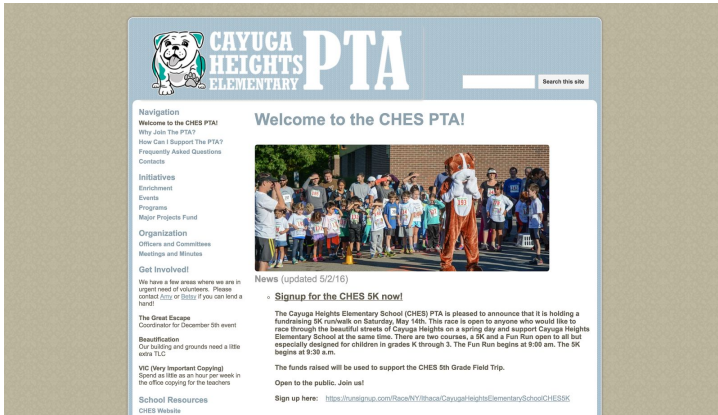 CAYUGA
HEIGHTS
ELEMENTARY
PTA
Search this site
Navigation
Welcome to the CHES PTA!
Why Join The PTA?
How Can I Support The PTA?
Frequently Asked Questions
Contacts
Initiatives
Enrichment
Events
Programs
Major Projects Fund
Organization
Officers and Committees
Meetings and Minutes
Get Involved!
We have a few areas where we are in
urgent need of volunteers. Please
contact Amy or Betsy if you can lend a
hand!
The Great Escape
Coordinator for December 5th event
Beautification
Our building and grounds need a little
extra TLC
VIC (Very Important Copying)
Spend as little as an hour per week in
the office copying for the teachers
School Resources
CHES Website
Welcome to the CHES PTA!
293
News (updated 5/2/16)
Signup for the CHES 5K now!
The Cayuga Heights Elementary School (CHES) PTA is pleased to announce that it is holding a
fundraising 5K run/walk on Saturday, May 14th. This race is open to anyone who would like to
race through the beautiful streets of Cayuga Heights on a spring day and support Cayuga Heights
Elementary School at the same time. There are two courses, a 5K and a Fun Run open to all but
especially designed for children in grades K through 3. The Fun Run begins at 9:00 am. The 5K
begins at 9:30 a.m.
The funds raised will be used to support the CHES 5th Grade Field Trip.
Open to the public. Join us!
Sign up here: https://runsignup.com/Race/NY/Ithaca/CayugaHeightsElementarySchoolCHES5K